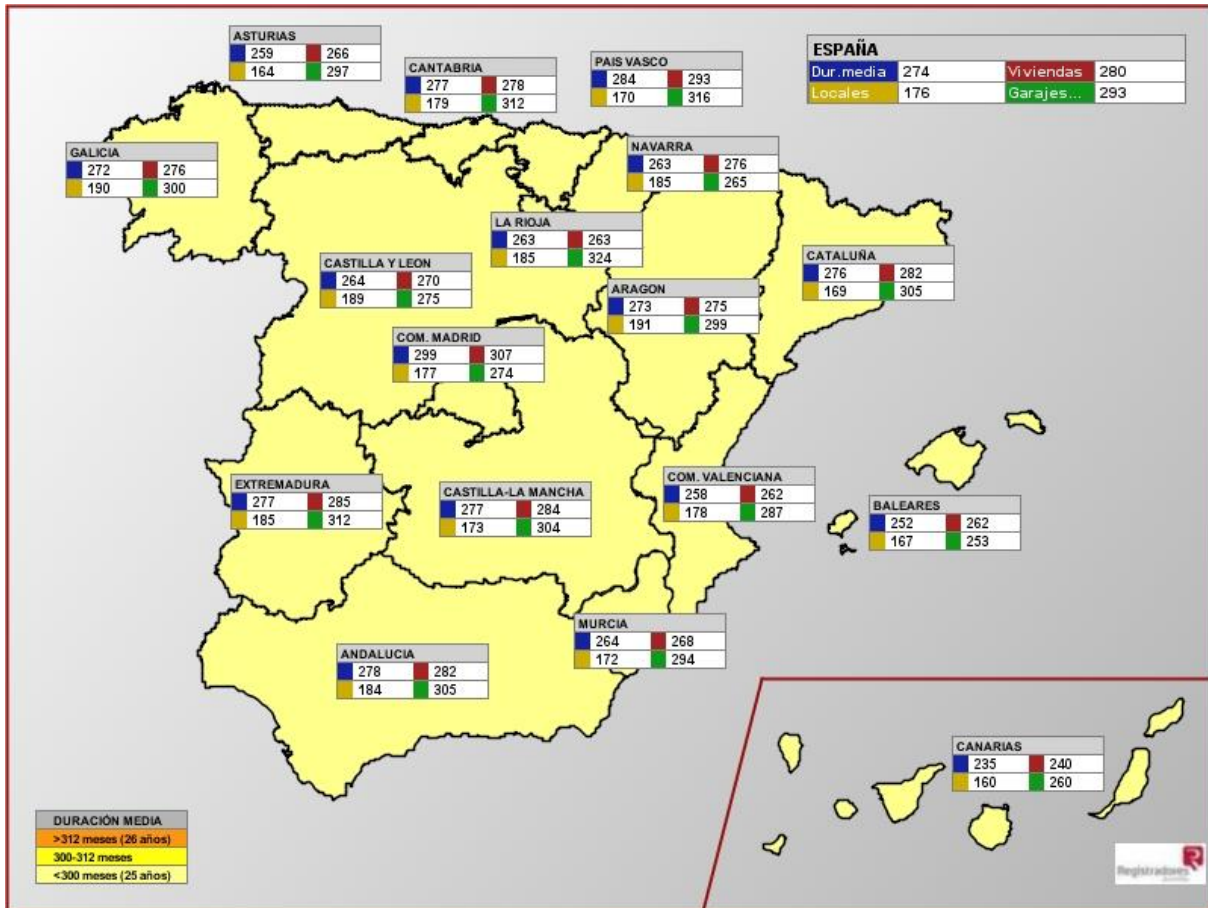 ASTURIAS
259 266
164 297
CANTABRIA
277 278
179 312
PAIS VASCO
284 293
170 316
ESPAÑA
Dur.media 274 Viviendas 280
Locales 176 Garajes... 293
GALICIA
272 276
190 300
NAVARRA
263 276
185 265
LA RIOJA
263 263
185 324
CASTILLA Y LEON
264 270
189 275
CATALUÑA
276 282
169 305
ARAGON
273 275
191 299
COM. MADRID
299 307
177 274
EXTREMADURA
277 285
185 312
CASTILLA-LA MANCHA
277 284
173 304
COM. VALENCIANA
258 262
178 287
BALEARES
252 262
167 253
MURCIA
264 268
172 294
ANDALUCIA
278 282
184 305
CANARIAS
235 240
160 260
DURACIÓN MEDIA
>312 meses (26 años)
300-312 meses
<300 meses (25 años)
Registradores